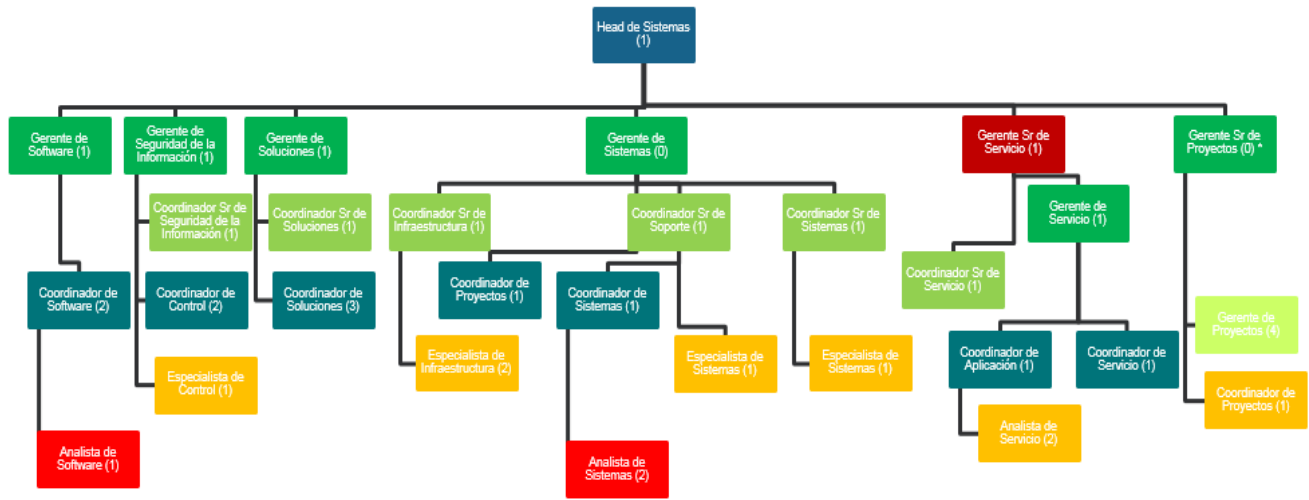 Head de Sistemas
(1)
Gerente de
Software (1)
Gerente de
Seguridad de la
Información (1)
Gerente de
Soluciones (1)
Gerente de
Sistemas (0)
Gerente Sr de
Servicio (1)
Gerente Sr de
Proyectos (0) *
Coordinador Sr de
Seguridad de la
Información (1)
Coordinador Sr de
Soluciones (1)
Coordinador Sr de
Infraestructura (1)
Coordinador Sr de
Soporte (1)
Coordinador Sr de
Sistemas (1)
Gerente de
Servicio (1)
Coordinador Sr de
Servicio (1)
Coordinador de
Software (2)
Coordinador de
Control (2)
Coordinador de
Soluciones (3)
Coordinador de
Proyectos (1)
Coordinador de
Sistemas (1)
Gerente de
Proyectos (4)
Especialista de
Control (1)
Especialista de
Infraestructura (2)
Especialista de
Sistemas (1)
Especialista de
Sistemas (1)
Coordinador de
Aplicación (1)
Coordinador de
Servicio (1)
Coordinador de
Proyectos (1)
Analista de
Servicio (2)
Analista de
Software (1)
Analista de
Sistemas (2)